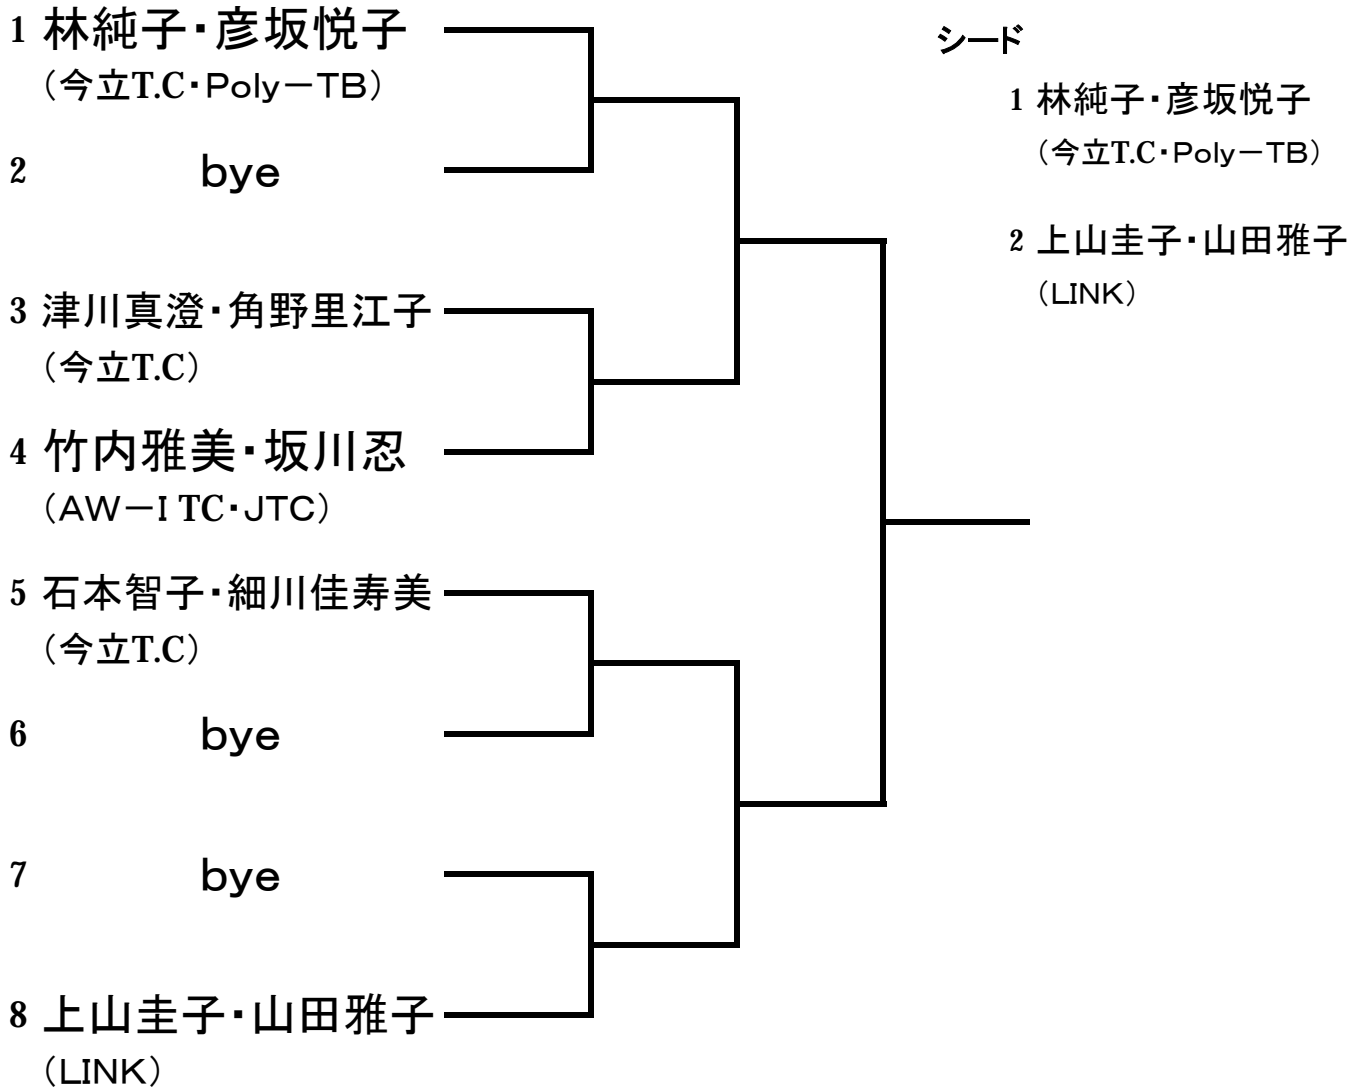 1 林純子・彦坂悦子
（今立T.C・Poly－TB）
2 bye
3 津川真澄・角野里江子
（今立T.C）
4 竹内雅美・坂川忍
（AW－I TC・JTC）
5 石本智子・細川佳寿美
（今立T.C）
6 bye
7 bye
8 上山圭子・山田雅子
（LINK）
シード
1 林純子・彦坂悦子
（今立T.C・Poly－TB）
2 上山圭子・山田雅子
（LINK）